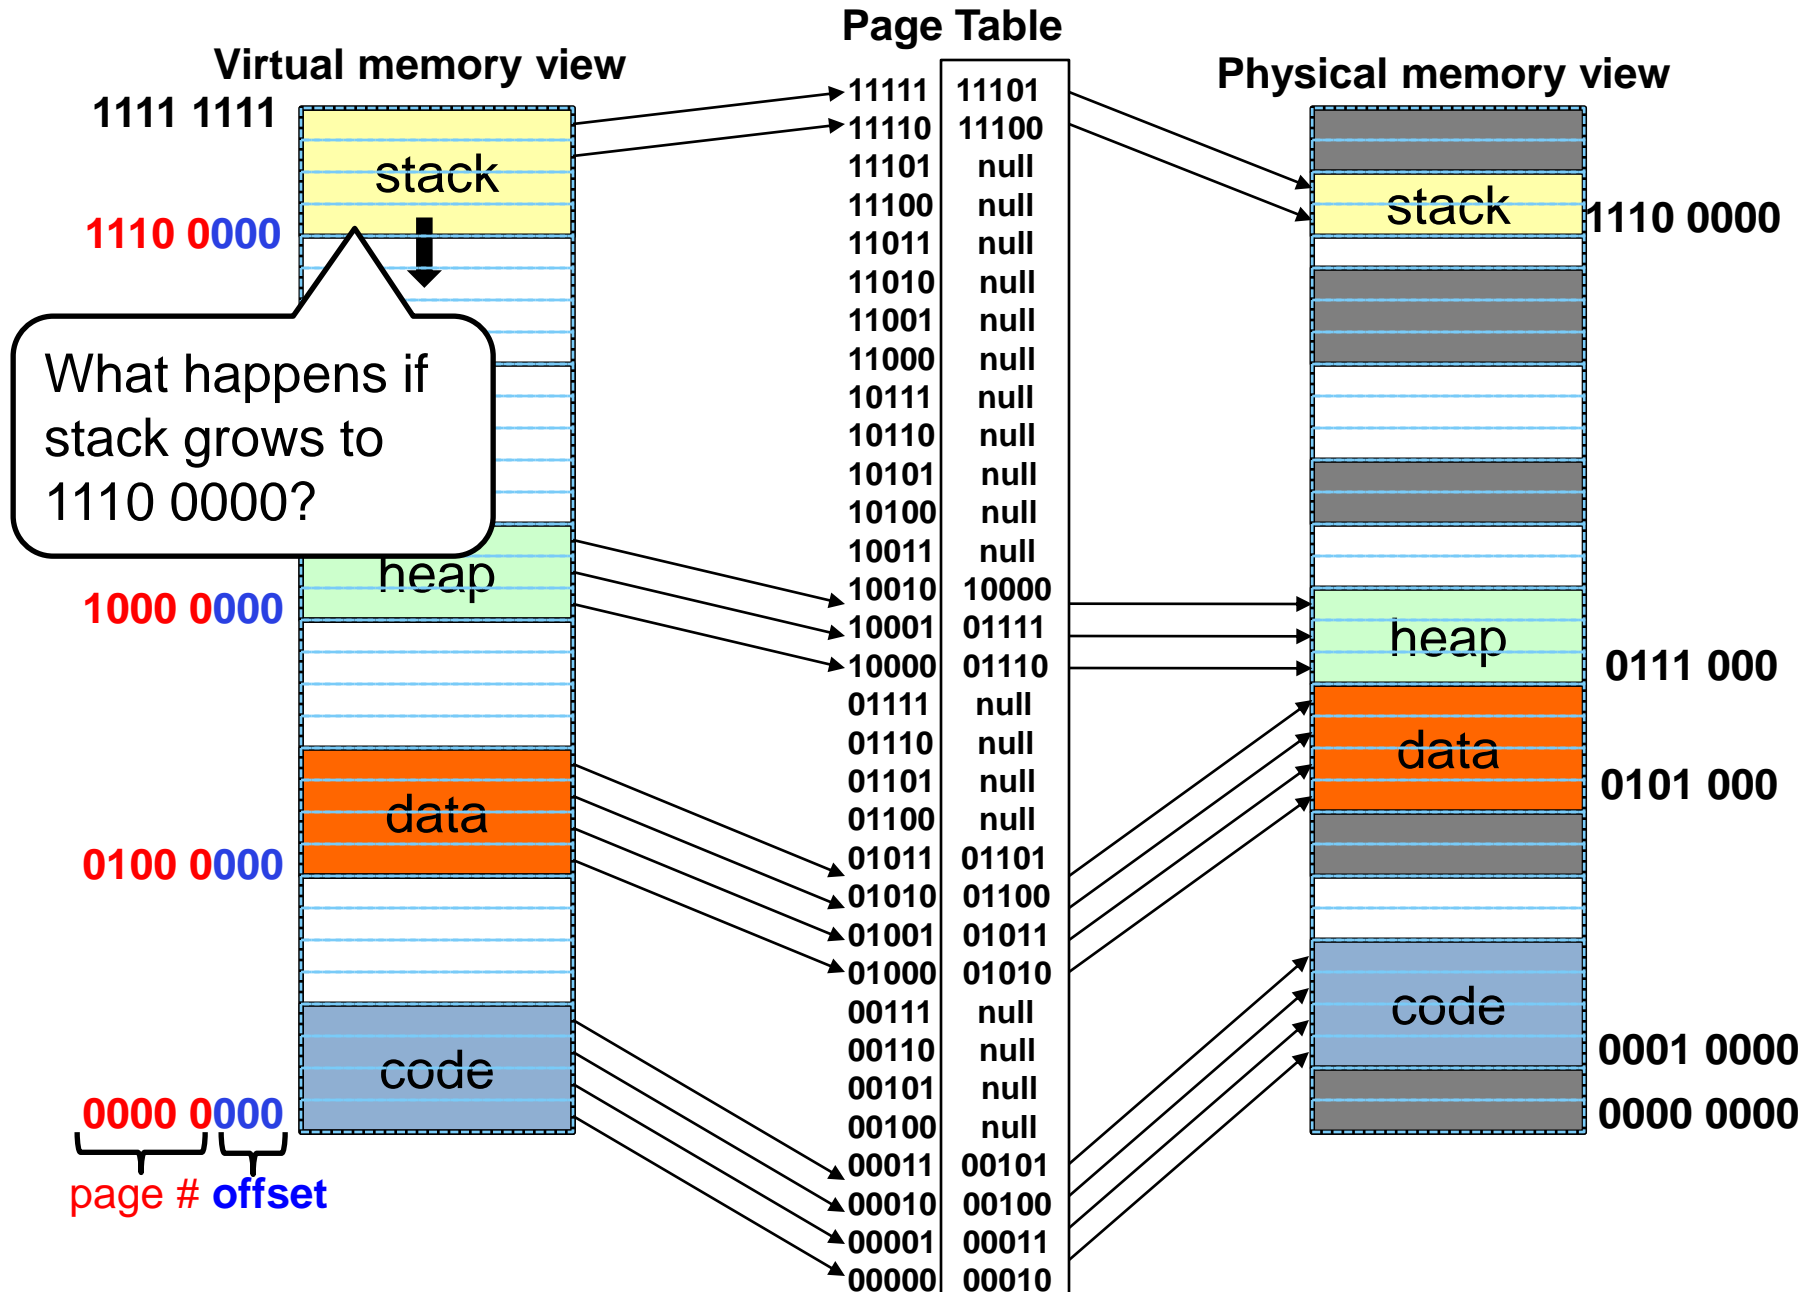 Page Table
Virtual memory view
Physical memory view
1111 1111
stack
1110 0000
What happens if
stack grows to
1110 0000?
heap
1000 0000
data
0100 0000
code
0000 0000
page # offset
11111 11101
11110 11100
11101 null
11100 null
11011 null
11010 null
11001 null
11000 null
10111 null
10110 null
10101 null
10100 null
10011 null
10010 10000
10001 01111
10000 01110
01111 null
01110 null
01101 null
01100 null
01011 01101
01010 01100
01001 01011
01000 01010
00111 null
00110 null
00101 null
00100 null
00011 00101
00010 00100
00001 00011
00000 00010
stack
1110 0000
heap
0111 000
data
0101 000
code
0001 0000
0000 0000